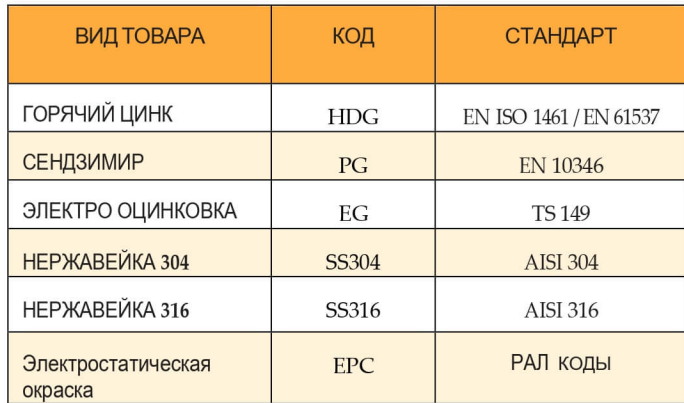 ВИД ТОВАРА КОД СТАНДАРТ
ГОРЯЧИЙ ЦИНК HDG EN ISO 1461 / EN 61537
СЕНДЗИМИР PG EN 10346
ЭЛЕКТРО ОЦИНКОВКА EG TS 149
НЕРЖАВЕЙКА 304 SS304 AISI 304
НЕРЖАВЕЙКА 316 SS316 AISI 316
Электростатическая EPC РАЛ КОДЫ
окраска